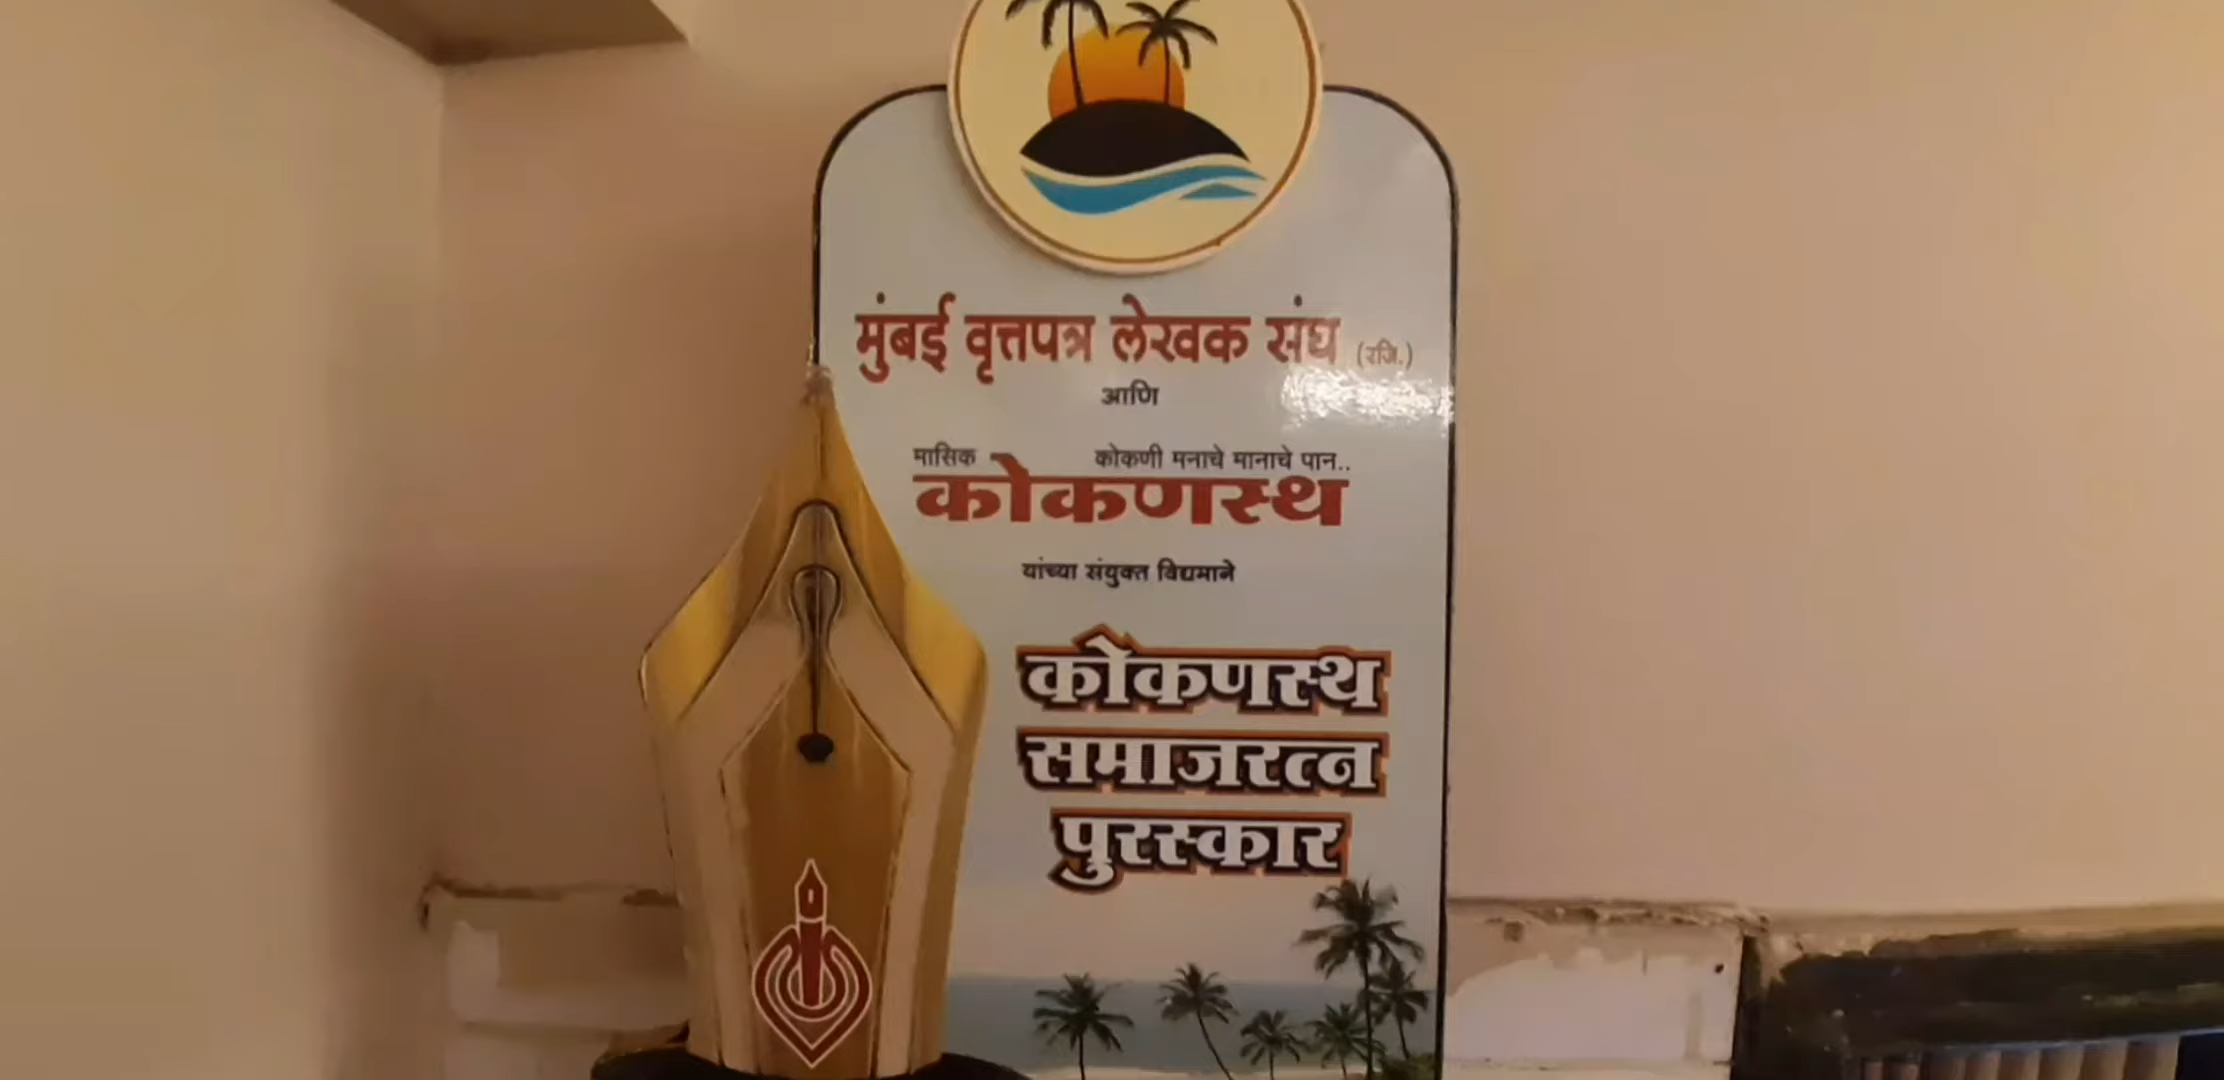 मुंबई वृत्तपत्र लेखक संघ (रजि.)
आणि
मासिक कोकणी मनाचे मानाचे पान..
कोकणस्थ
यांच्या संयुक्त विद्यमाने
कोकणस्थ
समाजरत्न
पुरस्कार